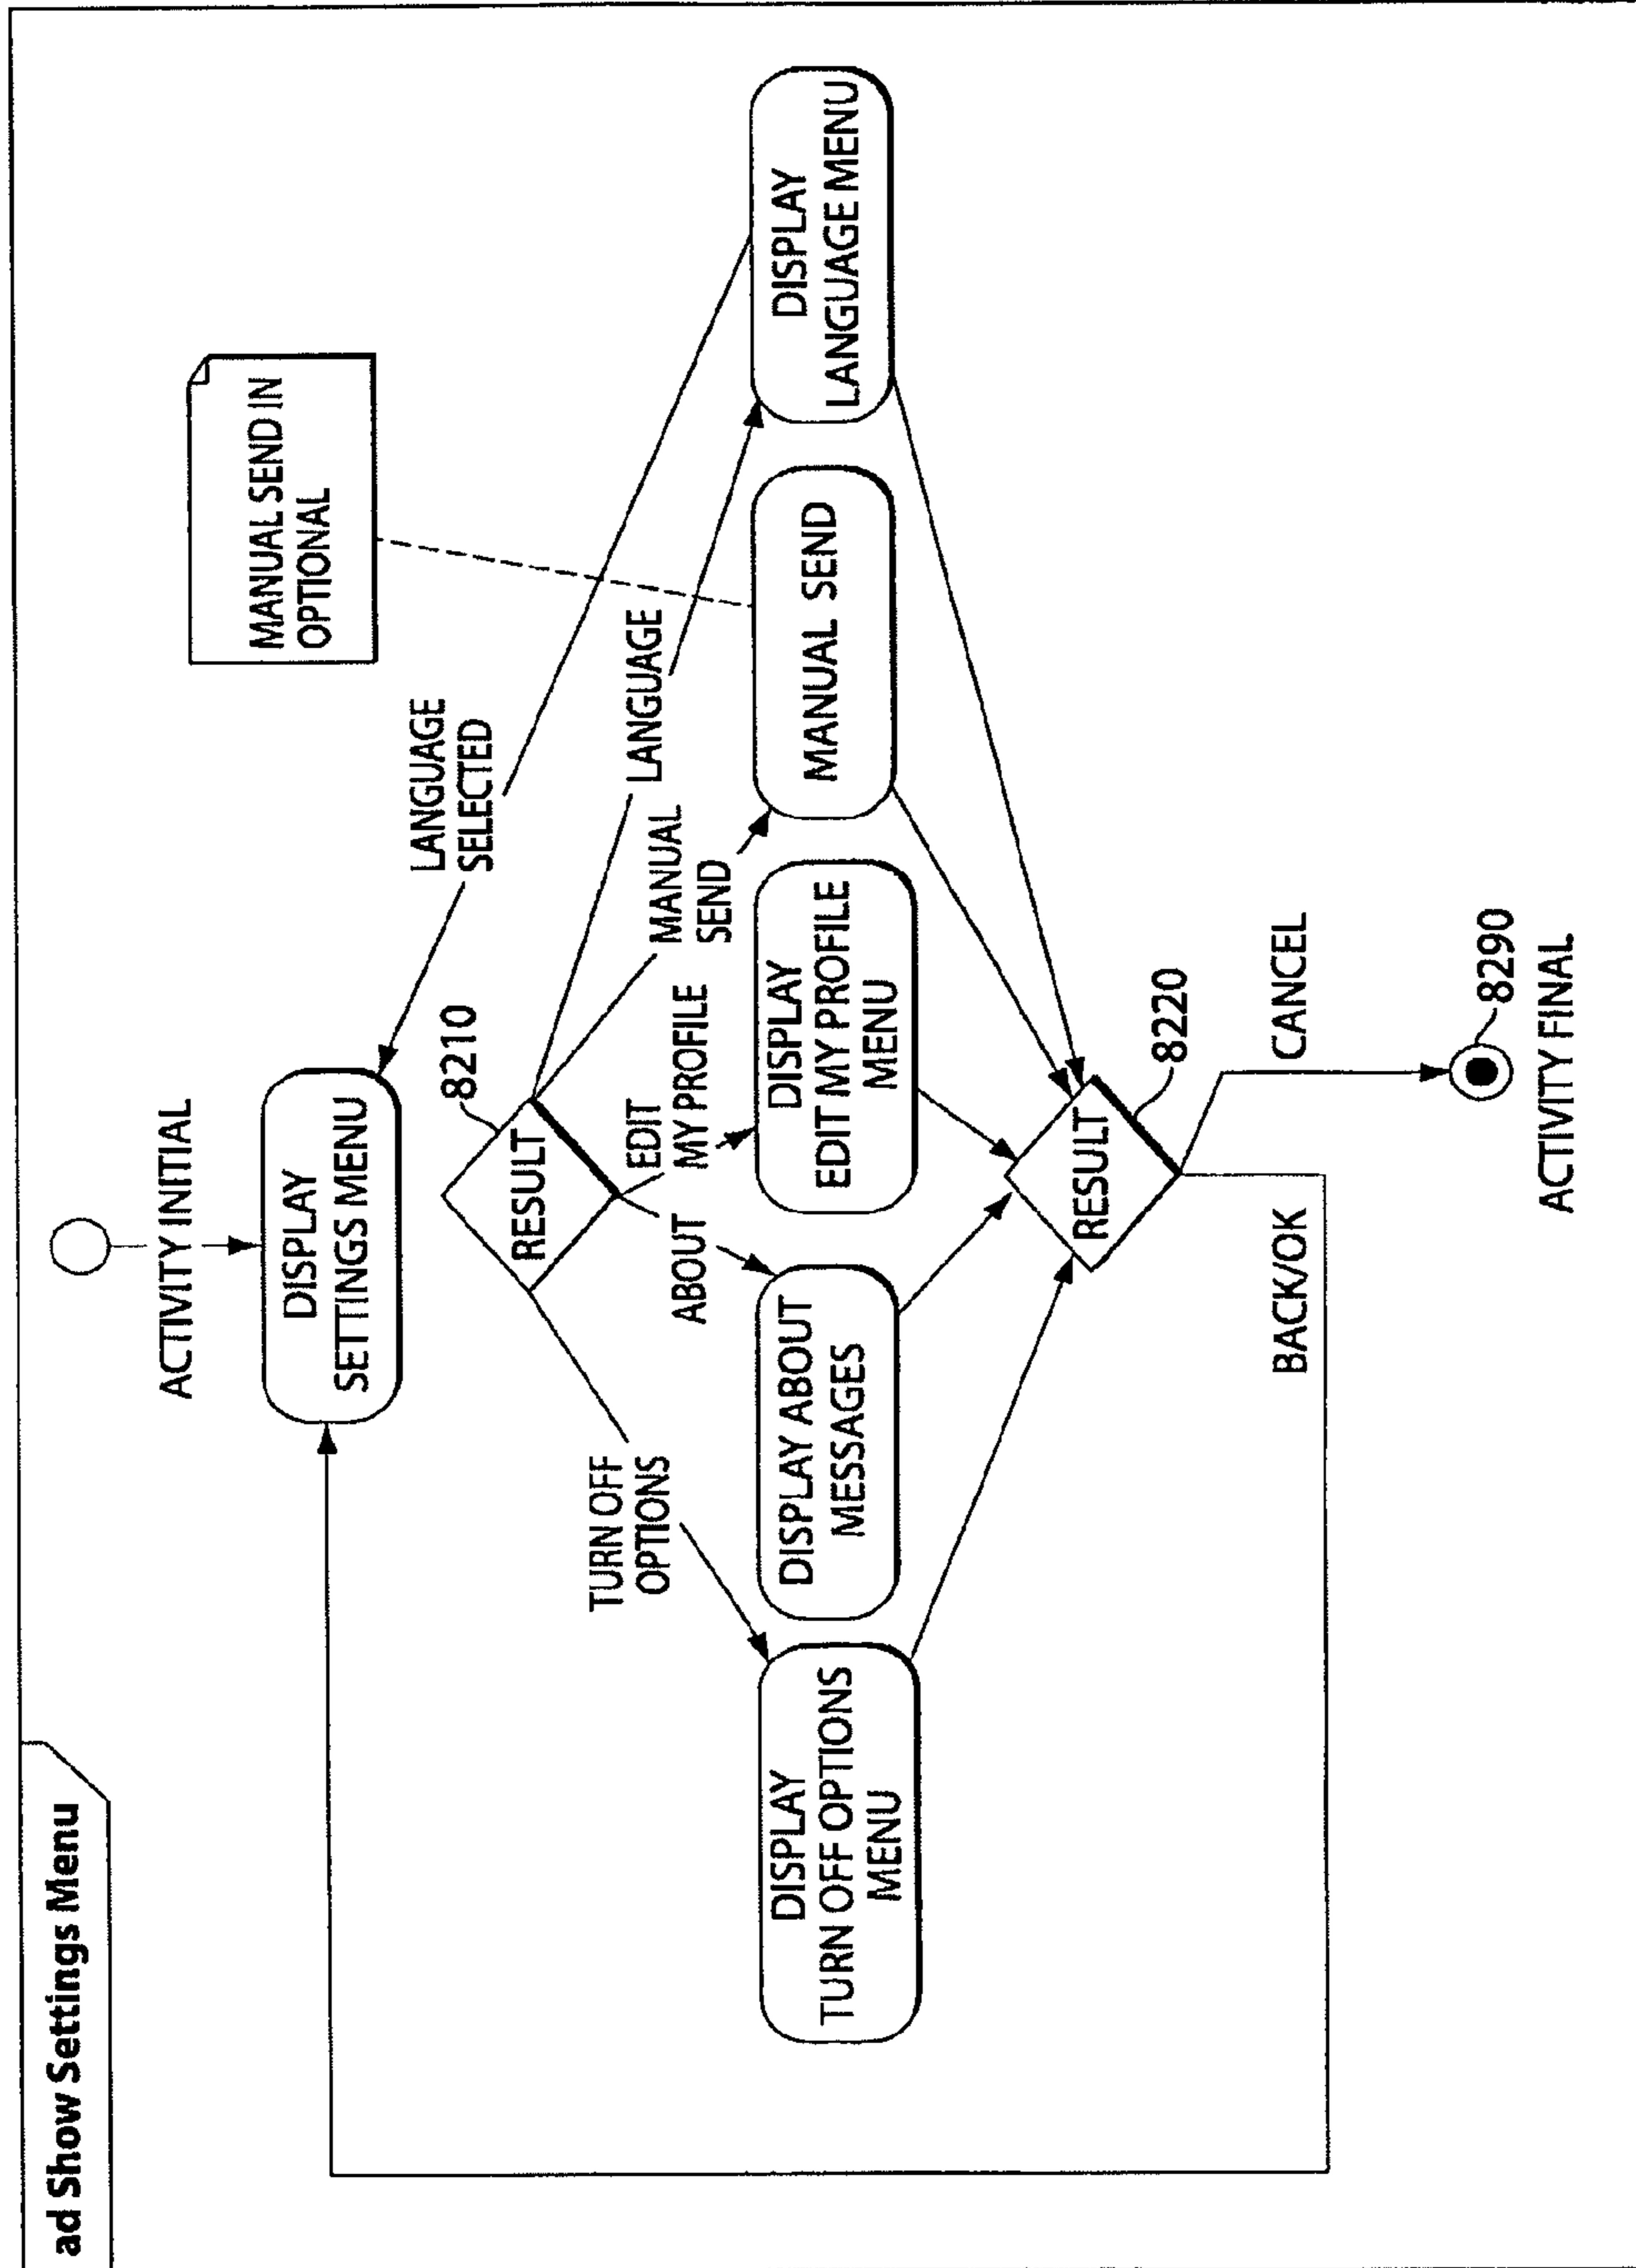 ad Show Settings Menu
ACTIVITY INITIAL
DISPLAY
SETTINGS MENU
MANUAL SEND IN
OPTIONAL
LANGUAGE
SELECTED
8210
RESULT
TURN OFF
OPTIONS
ABOUT
EDIT
MY PROFILE
MANUAL
SEND
LANGUAGE
DISPLAY
TURN OFF OPTIONS
MENU
DISPLAY ABOUT
MESSAGES
DISPLAY
EDIT MY PROFILE
MENU
MANUAL SEND
DISPLAY
LANGUAGE MENU
RESULT
8220
BACK/OK
CANCEL
8290
ACTIVITY FINAL